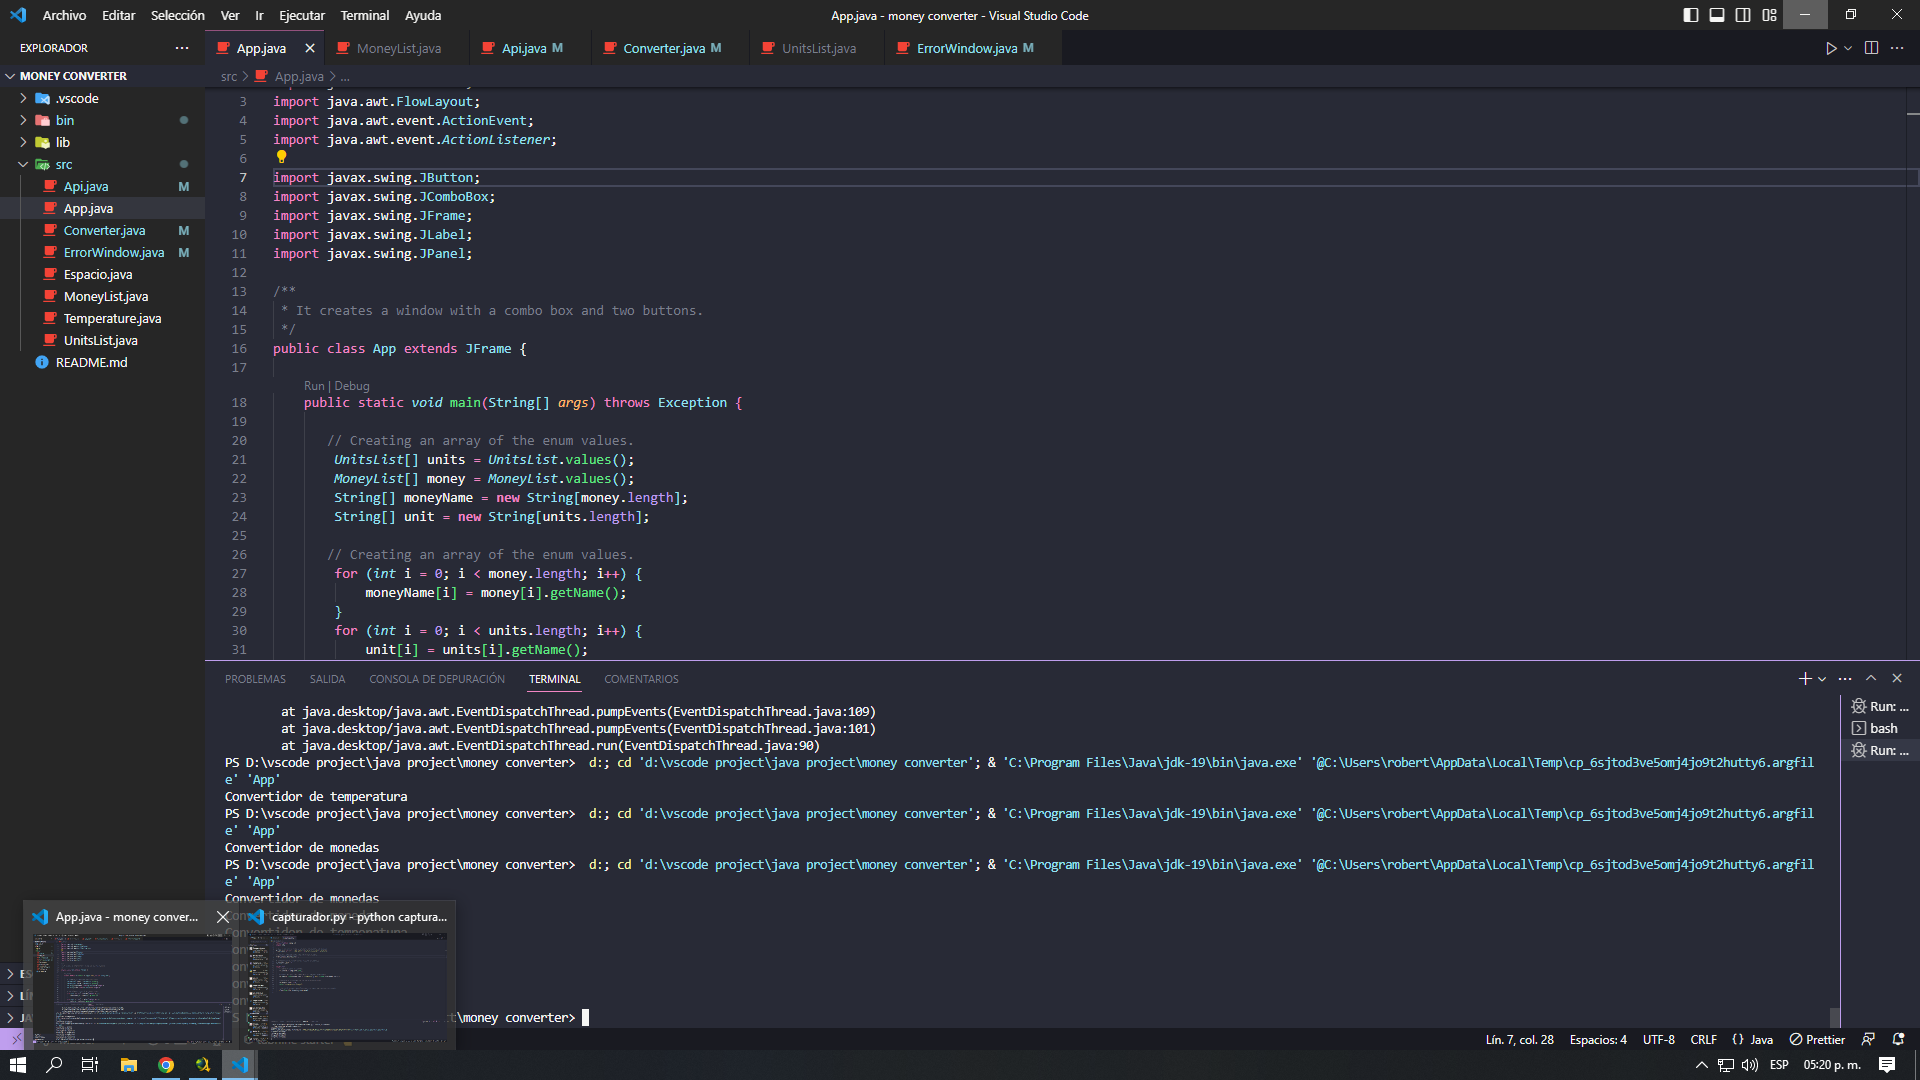 Archivo Editar Selección Ver Ir Ejecutar Terminal Ayuda
App.java - money converter - Visual Studio Code
EXPLORADOR
MONEY CONVERTER
.vscode
bin
lib
src
Api.java M
App.java
Converter.java M
ErrorWindow.java M
Espacio.java
MoneyList.java
Temperature.java
UnitsList.java
README.md
App.java
MoneyList.java
Api.java M
Converter.java M
UnitsList.java
ErrorWindow.java M
src > App.java > ...
3 import java.awt.FlowLayout;
4 import java.awt.event.ActionEvent;
5 import java.awt.event.ActionListener;
6
7 import javax.swing.JButton;
8 import javax.swing.JComboBox;
9 import javax.swing.JFrame;
10 import javax.swing.JLabel;
11 import javax.swing.JPanel;
12
13 /**
14 * It creates a window with a combo box and two buttons.
15 */
16 public class App extends JFrame {
17
Run | Debug
18 public static void main(String[] args) throws Exception {
19
20 // Creating an array of the enum values.
21 UnitsList[] units = UnitsList.values();
22 MoneyList[] money = MoneyList.values();
23 String[] moneyName = new String[money.length];
24 String[] unit = new String[units.length];
25
26 // Creating an array of the enum values.
27 for (int i = 0; i < money.length; i++) {
28 moneyName[i] = money[i].getName();
29 }
30 for (int i = 0; i < units.length; i++) {
31 unit[i] = units[i].getName();
PROBLEMAS SALIDA CONSOLA DE DEPURACIÓN TERMINAL COMENTARIOS
at java.desktop/java.awt.EventDispatchThread.pumpEvents(EventDispatchThread.java:109)
at java.desktop/java.awt.EventDispatchThread.pumpEvents(EventDispatchThread.java:101)
at java.desktop/java.awt.EventDispatchThread.run(EventDispatchThread.java:90)
PS D:\vscode project\java project\money converter> d:; cd 'd:\vscode project\java project\money converter'; & 'C:\Program Files\Java\jdk-19\bin\java.exe' '@C:\Users\robert\AppData\Local\Temp\cp_6sjtod3ve5omj4jo9t2hutty6.argfil
e' 'App'
Convertidor de temperatura
PS D:\vscode project\java project\money converter> d:; cd 'd:\vscode project\java project\money converter'; & 'C:\Program Files\Java\jdk-19\bin\java.exe' '@C:\Users\robert\AppData\Local\Temp\cp_6sjtod3ve5omj4jo9t2hutty6.argfil
e' 'App'
Convertidor de monedas
PS D:\vscode project\java project\money converter> d:; cd 'd:\vscode project\java project\money converter'; & 'C:\Program Files\Java\jdk-19\bin\java.exe' '@C:\Users\robert\AppData\Local\Temp\cp_6sjtod3ve5omj4jo9t2hutty6.argfil
e' 'App'
Convertidor de monedas
\money converter>
Run: ...
bash
Run: ...
App.java - money conver...
capturador.py - python captura...
Lín. 7, col. 28 Espacios: 4 UTF-8 CRLF {} Java Prettier
ESP 05:20 p. m.